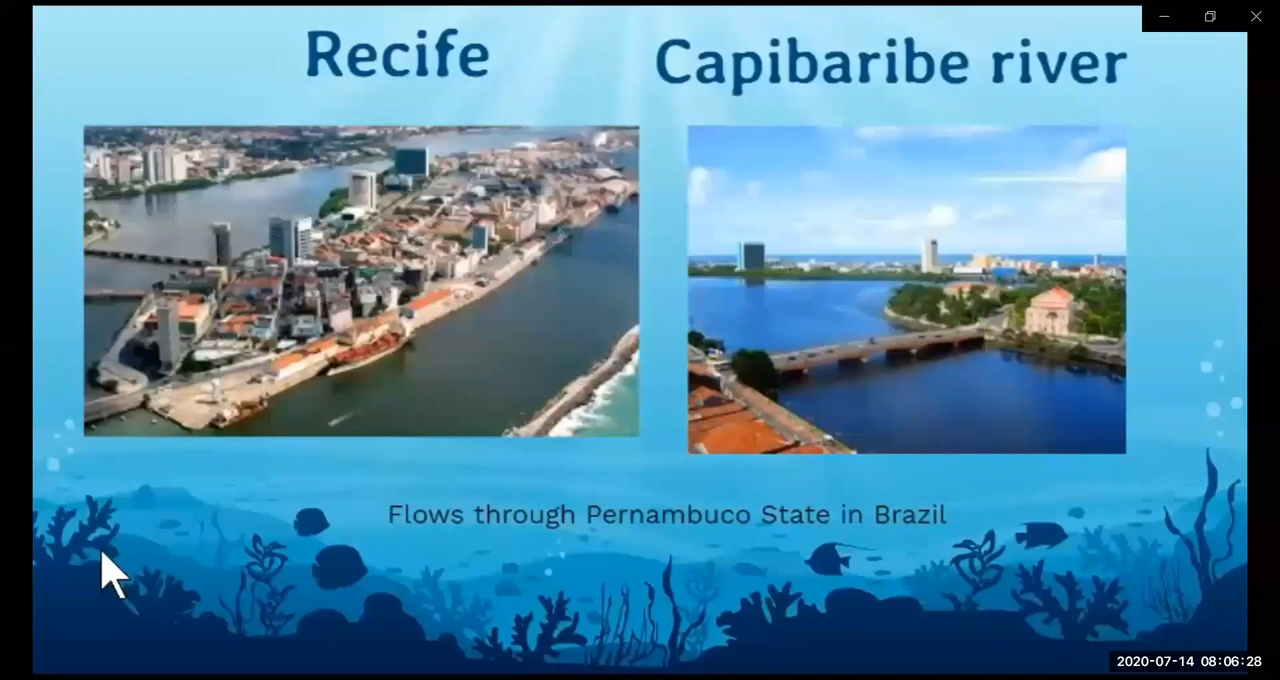 Recife
Capibaribe river
Flows through Pernambuco State in Brazil
2020-07-14 08:06:28